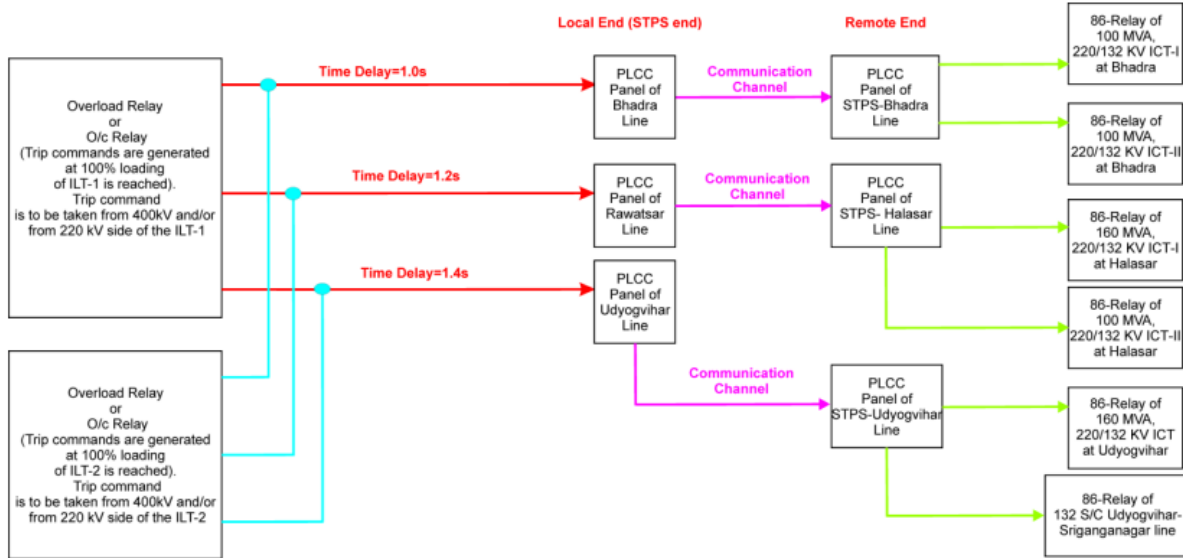 Local End (STPS end)
Remote End
Overload Relay
or
O/c Relay
(Trip commands are generated
at 100% loading
of ILT-1 is reached).
Trip command
is to be taken from 400kV and/or
from 220 kV side of the ILT-1
Time Delay=1.0s
PLCC
Panel of
Bhadra
Line
Communication
Channel
PLCC
Panel of
STPS-Bhadra
Line
86-Relay of
100 MVA,
220/132 KV ICT-I
at Bhadra
86-Relay of
100 MVA,
220/132 KV ICT-II
at Bhadra
Time Delay=1.2s
PLCC
Panel of
Rawatsar
Line
Communication
Channel
PLCC
Panel of
STPS- Halasar
Line
86-Relay of
160 MVA,
220/132 KV ICT-I
at Halasar
86-Relay of
100 MVA,
220/132 KV ICT-II
at Halasar
Time Delay=1.4s
PLCC
Panel of
Udyogvihar
Line
Overload Relay
or
O/c Relay
(Trip commands are generated
at 100% loading
of ILT-2 is reached).
Trip command
is to be taken from 400kV and/or
from 220 kV side of the ILT-2
Communication
Channel
PLCC
Panel of
STPS-Udyogvihar
Line
86-Relay of
160 MVA,
220/132 KV ICT
at Udyogvihar
86-Relay of
132 S/C Udyogvihar-
Sriganganagar line